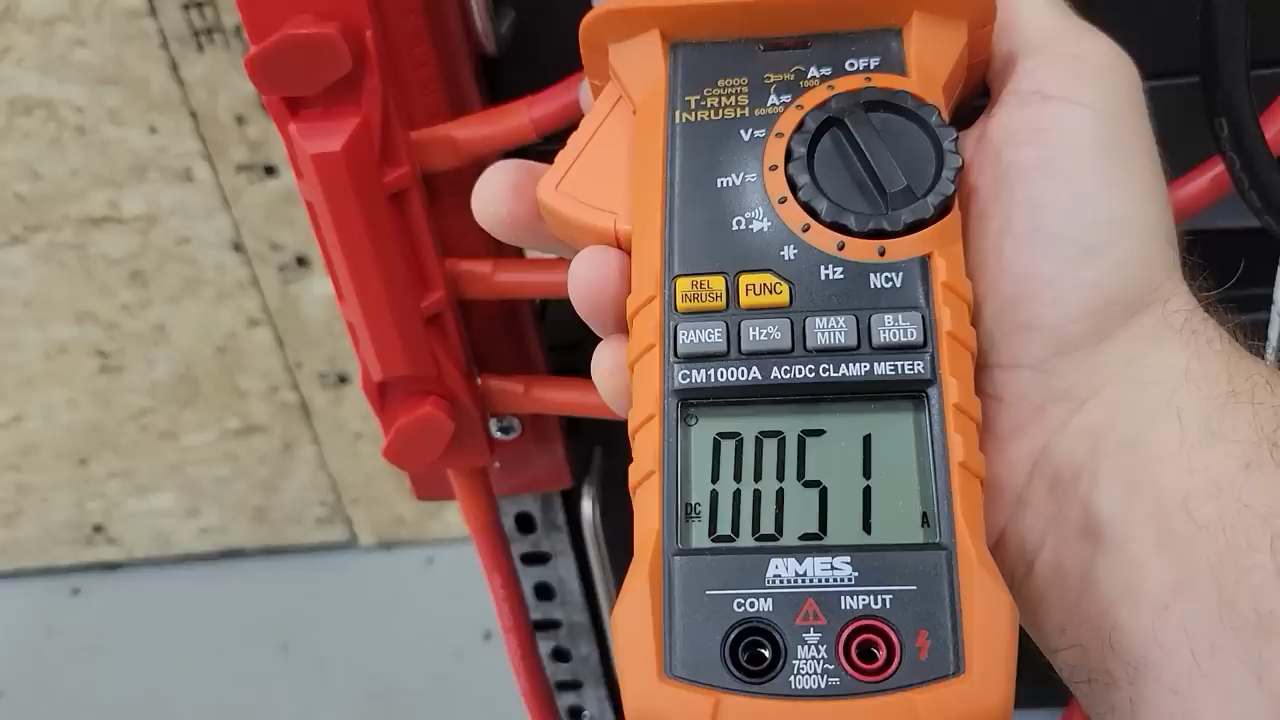 OFF
A≂
1000
Hz
6000
COUNTS
T-RMS
INRUSH
A≂
60/600
V≂
mV≂
Ω
Hz
NCV
REL
INRUSH
FUNC
RANGE
Hz%
MAX
MIN
B.L.
HOLD
CM1000A AC/DC CLAMP METER
0051
DC
A
AMES
INSTRUMENTS
COM
INPUT
MAX
750V~
1000V⎓